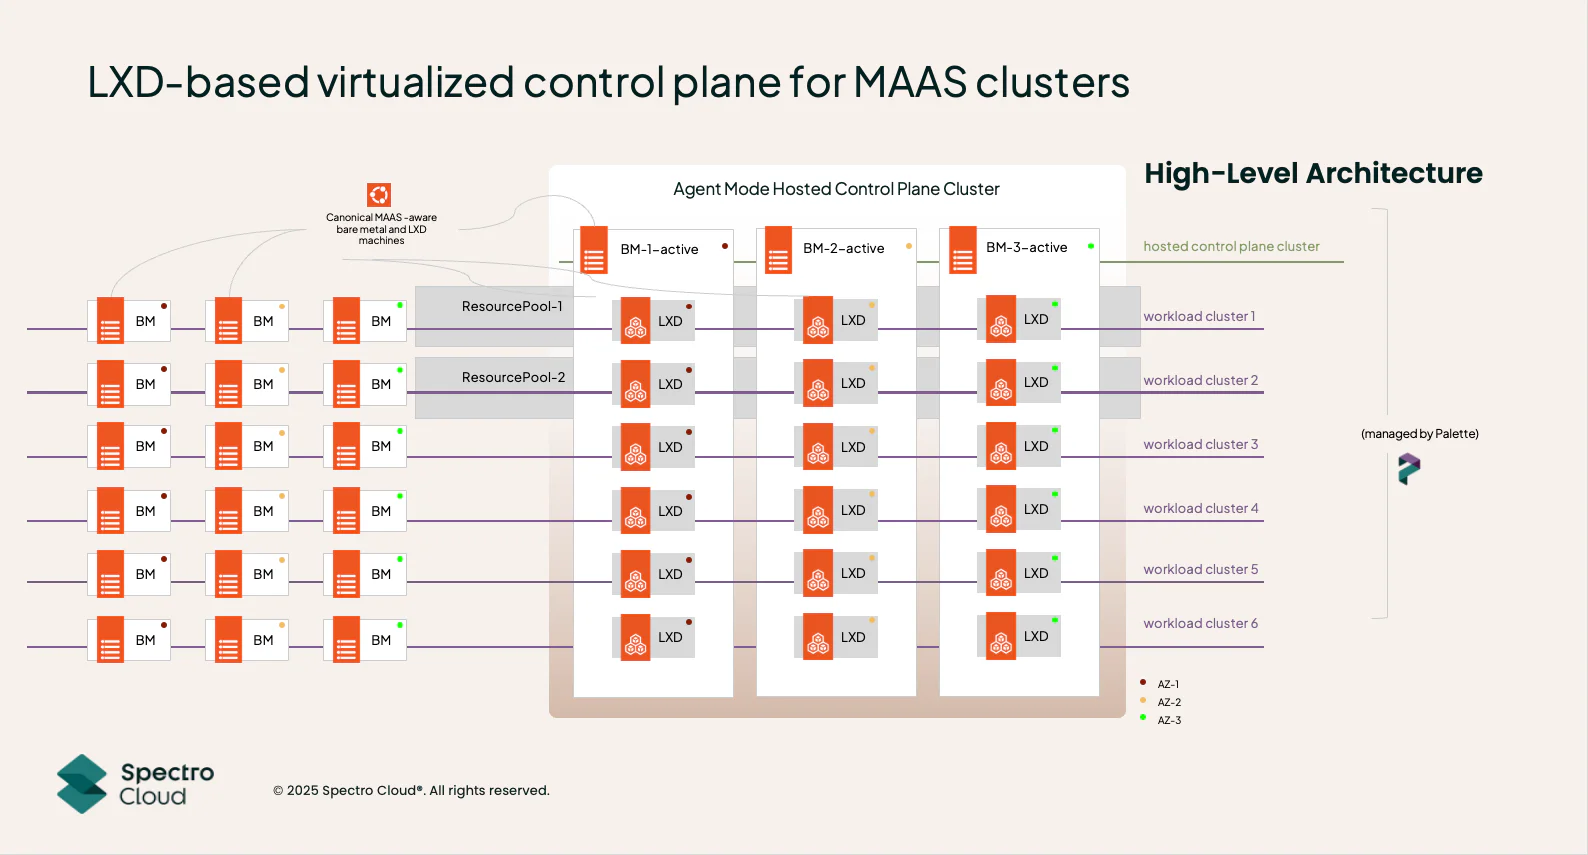 LXD-based virtualized control plane for MAAS clusters
High-Level Architecture
Agent Mode Hosted Control Plane Cluster
Canonical MAAS -aware
bare metal and LXD
machines
BM-1-active
BM-2-active
BM-3-active
hosted control plane cluster
BM
BM
BM
ResourcePool-1
LXD
LXD
LXD
workload cluster 1
BM
BM
BM
ResourcePool-2
LXD
LXD
LXD
workload cluster 2
BM
BM
BM
LXD
LXD
LXD
workload cluster 3
(managed by Palette)
BM
BM
BM
LXD
LXD
LXD
workload cluster 4
BM
BM
BM
LXD
LXD
LXD
workload cluster 5
BM
BM
BM
LXD
LXD
LXD
workload cluster 6
AZ-1
AZ-2
AZ-3
Spectro
Cloud
© 2025 Spectro Cloud®. All rights reserved.